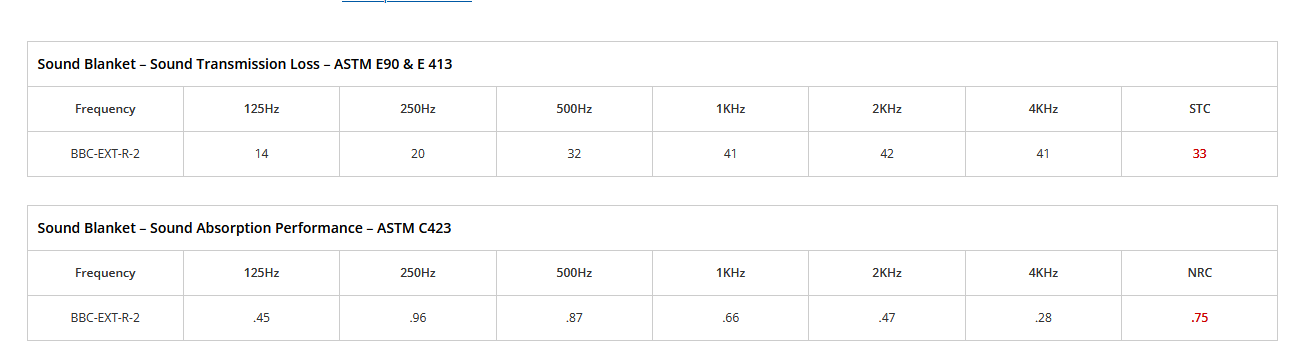 Sound Blanket – Sound Transmission Loss – ASTM E90 & E 413
Frequency 125Hz 250Hz 500Hz 1KHz 2KHz 4KHz STC
BBC-EXT-R-2 14 20 32 41 42 41 33
Sound Blanket – Sound Absorption Performance – ASTM C423
Frequency 125Hz 250Hz 500Hz 1KHz 2KHz 4KHz NRC
BBC-EXT-R-2 .45 .96 .87 .66 .47 .28 .75